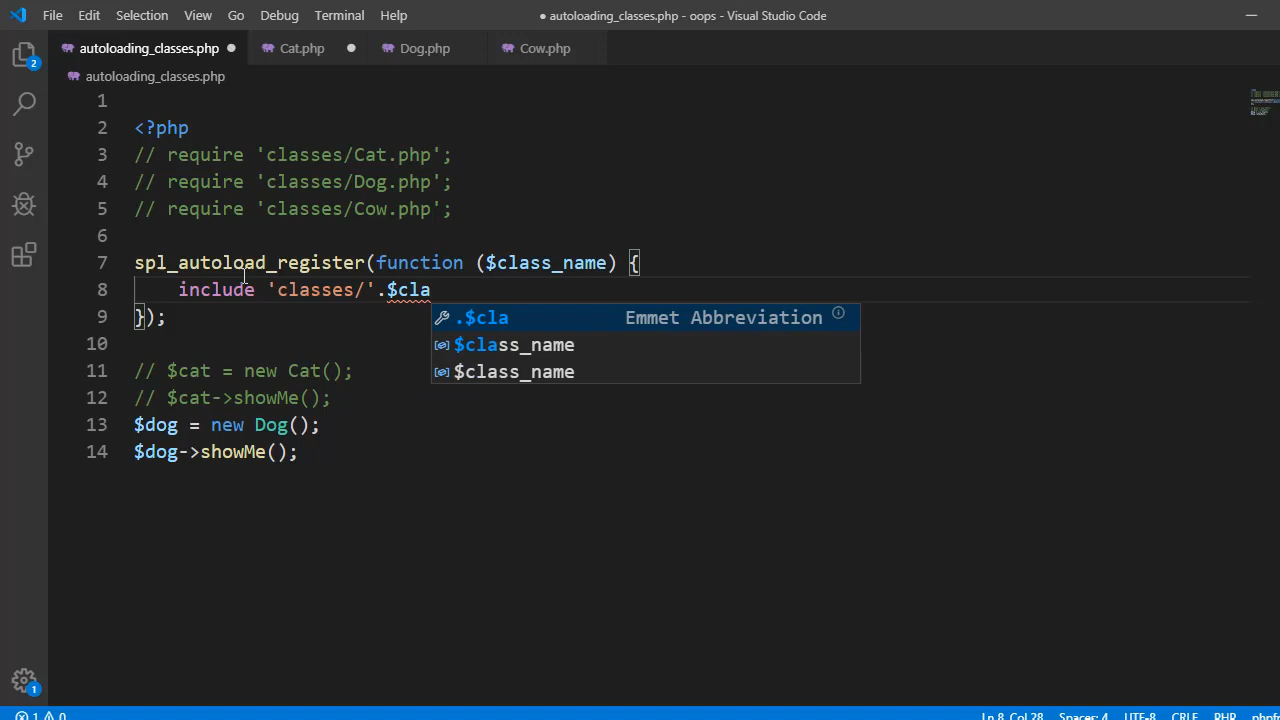 File Edit Selection View Go Debug Terminal Help ● autoloading_classes.php - oops - Visual Studio Code
autoloading_classes.php Cat.php Dog.php Cow.php
autoloading_classes.php
1
2 <?php
3 // require 'classes/Cat.php';
4 // require 'classes/Dog.php';
5 // require 'classes/Cow.php';
6
7 spl_autoload_register(function ($class_name) {
8 include 'classes/'.$cla
9 });
.$cla Emmet Abbreviation
$class_name
$class_name
10
11 // $cat = new Cat();
12 // $cat->showMe();
13 $dog = new Dog();
14 $dog->showMe();
2
1
1 0 Ln 8, Col 28 Spaces: 4 UTF-8 CRLF PHP